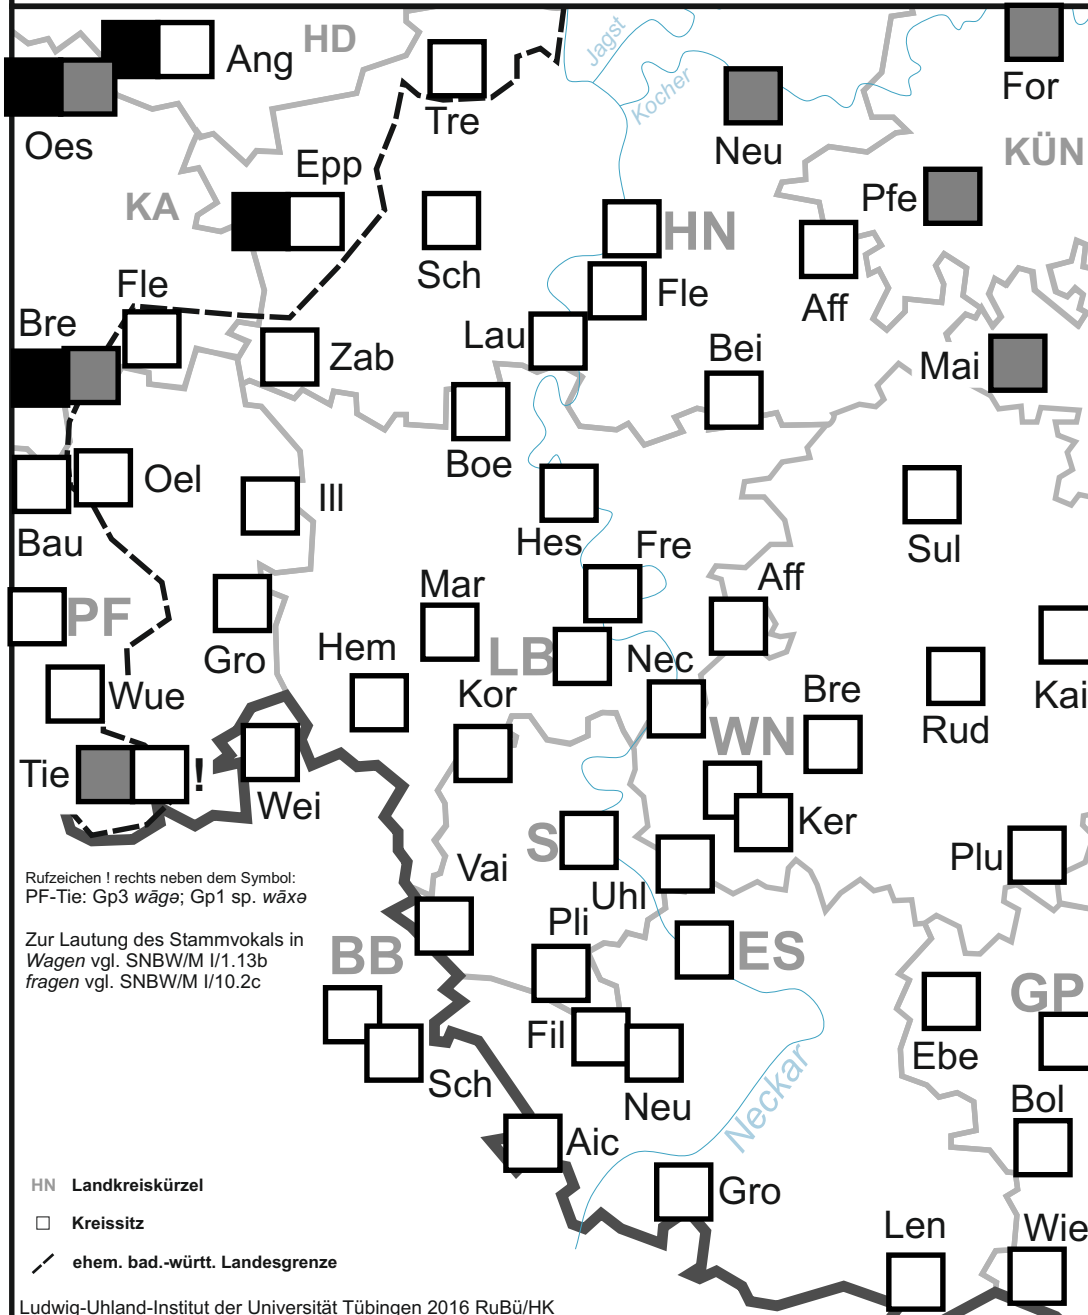 HD
Ang
Jagst
Oes
Tre
Kocher
For
Neu
KÜN
Epp
KA
Pfe
HN
Sch
Fle
Aff
Fle
Bre
Lau
Zab
Bei
Mai
Boe
Oel
Ill
Bau
Hes
Sul
Fre
Aff
Mar
PF
Gro
Hem
LB
Nec
Wue
Kor
Bre
Kai
Rud
WN
Tie
!
Wei
Ker
S
Plu
Vai
Uhl
Rufzeichen ! rechts neben dem Symbol:
PF-Tie: Gp3 wāgə; Gp1 sp. wāxə
Zur Lautung des Stammvokals in
Wagen vgl. SNBW/M I/1.13b
fragen vgl. SNBW/M I/10.2c
Pli
BB
ES
GP
Fil
Ebe
Sch
Neu
Neckar
Bol
Aic
Gro
HN Landkreiskürzel
Kreissitz
ehem. bad.-württ. Landesgrenze
Len
Wie
Ludwig-Uhland-Institut der Universität Tübingen 2016 RuBü/HK